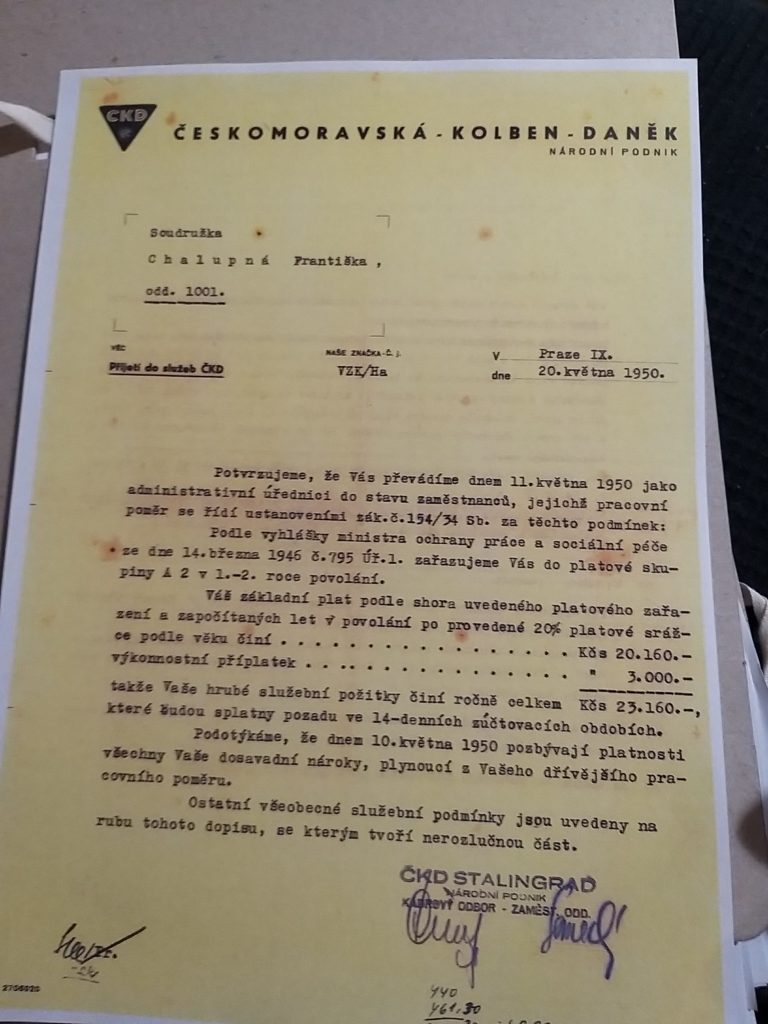 ČKD
ČESKOMORAVSKÁ - KOLBEN - DANĚK
NÁRODNÍ PODNIK
Soudružka
Chalupná Františka,
odd. 1001.
VĚC
NAŠE ZNAČKA-Č. j.
V Praze IX.
Přijetí do služeb ČKD
VZK/Ha
dne 20.května 1950.
Potvrzujeme, že Vás převádíme dnem 11.května 1950 jako
administrativní úřednici do stavu zaměstnanců, jejichž pracovní
poměr se řídí ustanoveními zák.č.154/34 Sb. za těchto podmínek:
Podle vyhlášky ministra ochrany práce a sociální péče
ze dne 14.března 1946 č.795 Úř.l. zařazujeme Vás do platové sku-
piny A 2 v 1.-2. roce povolání.
Váš základní plat podle shora uvedeného platového zařa-
zení a započítaných let v povolání po provedené 20% platové sráž-
ce podle věku činí . . . . . . . . . . . . . . . . . Kčs 20.160.-
výkonnostní příplatek . . .. . . . . . . . . . . . . " 3.000.-
takže Vaše hrubé služební požitky činí ročně celkem Kčs 23.160.-,
které budou splatny pozadu ve 14-denních zúčtovacích obdobích.
Podotýkáme, že dnem 10.května 1950 pozbývají platnosti
všechny Vaše dosavadní nároky, plynoucí z Vašeho dřívějšího pra-
covního poměru.
Ostatní všeobecné služební podmínky jsou uvedeny na
rubu tohoto dopisu, se kterým tvoří nerozlučnou část.
ČKD STALINGRAD
NÁRODNÍ PODNIK
KÁDROVÝ ODBOR - ZAMĚST. ODD.
440
461,30